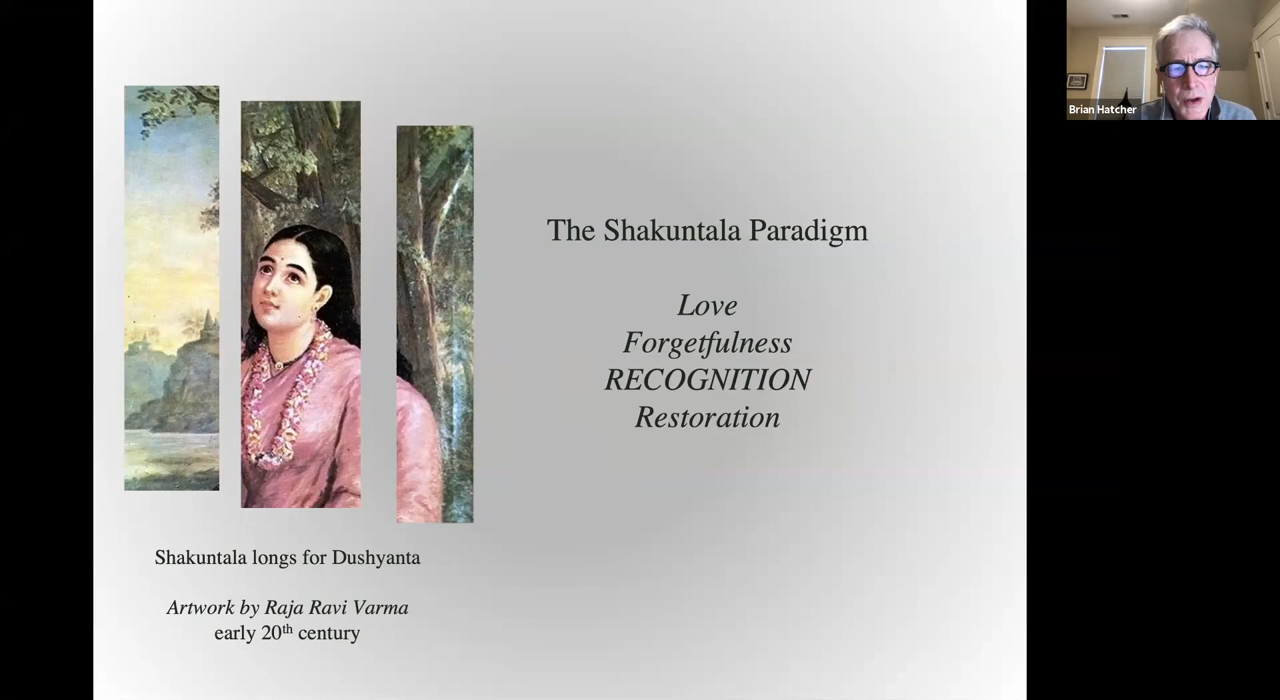 The Shakuntala Paradigm
Love
Forgetfulness
RECOGNITION
Restoration
Shakuntala longs for Dushyanta
Artwork by Raja Ravi Varma
early 20th century
Brian Hatcher